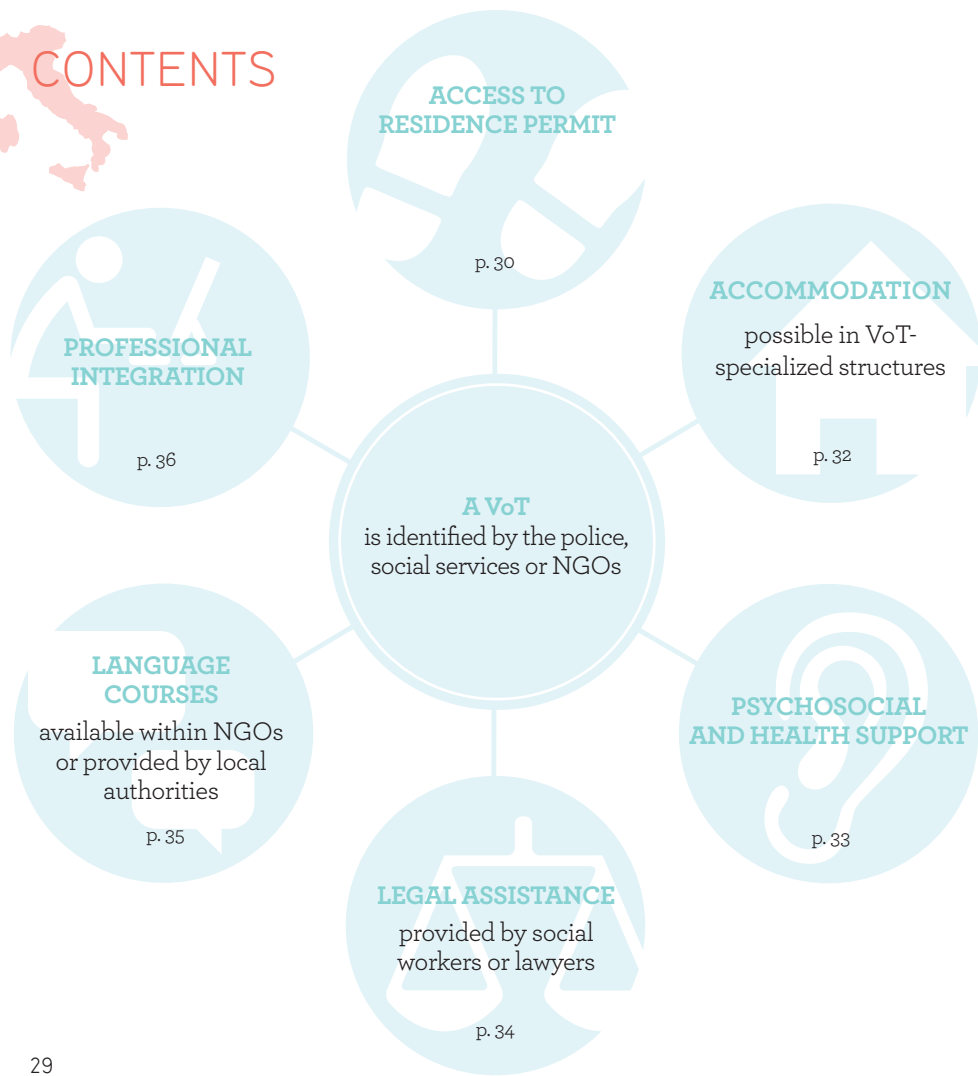 CONTENTS
ACCESS TO
RESIDENCE PERMIT
p. 30
ACCOMMODATION
possible in VoT-
specialized structures
p. 32
PROFESSIONAL
INTEGRATION
p. 36
A VoT
is identified by the police,
social services or NGOs
LANGUAGE
COURSES
available within NGOs
or provided by local
authorities
p. 35
PSYCHOSOCIAL
AND HEALTH SUPPORT
p. 33
LEGAL ASSISTANCE
provided by social
workers or lawyers
p. 34
29